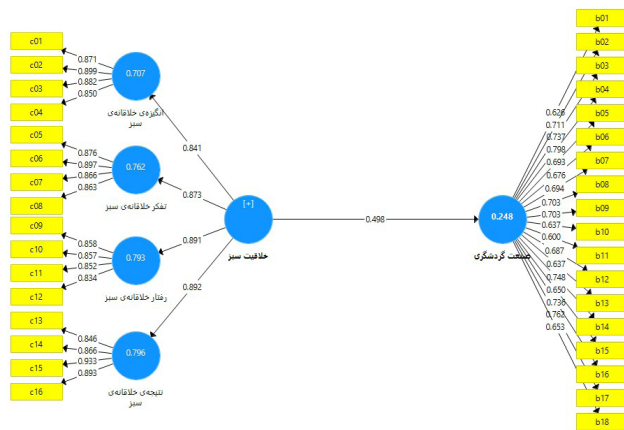 c01
c02
c03
c04
c05
c06
c07
c08
c09
c10
c11
c12
c13
c14
c15
c16
0.871
0.899
0.882
0.850
0.876
0.897
0.866
0.863
0.858
0.857
0.852
0.834
0.846
0.866
0.933
0.893
0.707
انگیزه‌ی خلاقانه‌ی
سبز
0.762
تفکر خلاقانه‌ی سبز
0.793
رفتار خلاقانه‌ی سبز
0.796
نتیجه‌ی خلاقانه‌ی
سبز
0.841
0.873
0.891
0.892
[+]
خلاقیت سبز
0.498
0.248
صنعت گردشگری
0.626
0.711
0.737
0.798
0.693
0.676
0.694
0.703
0.703
0.637
0.600
0.687
0.637
0.748
0.650
0.736
0.762
0.653
b01
b02
b03
b04
b05
b06
b07
b08
b09
b10
b11
b12
b13
b14
b15
b16
b17
b18